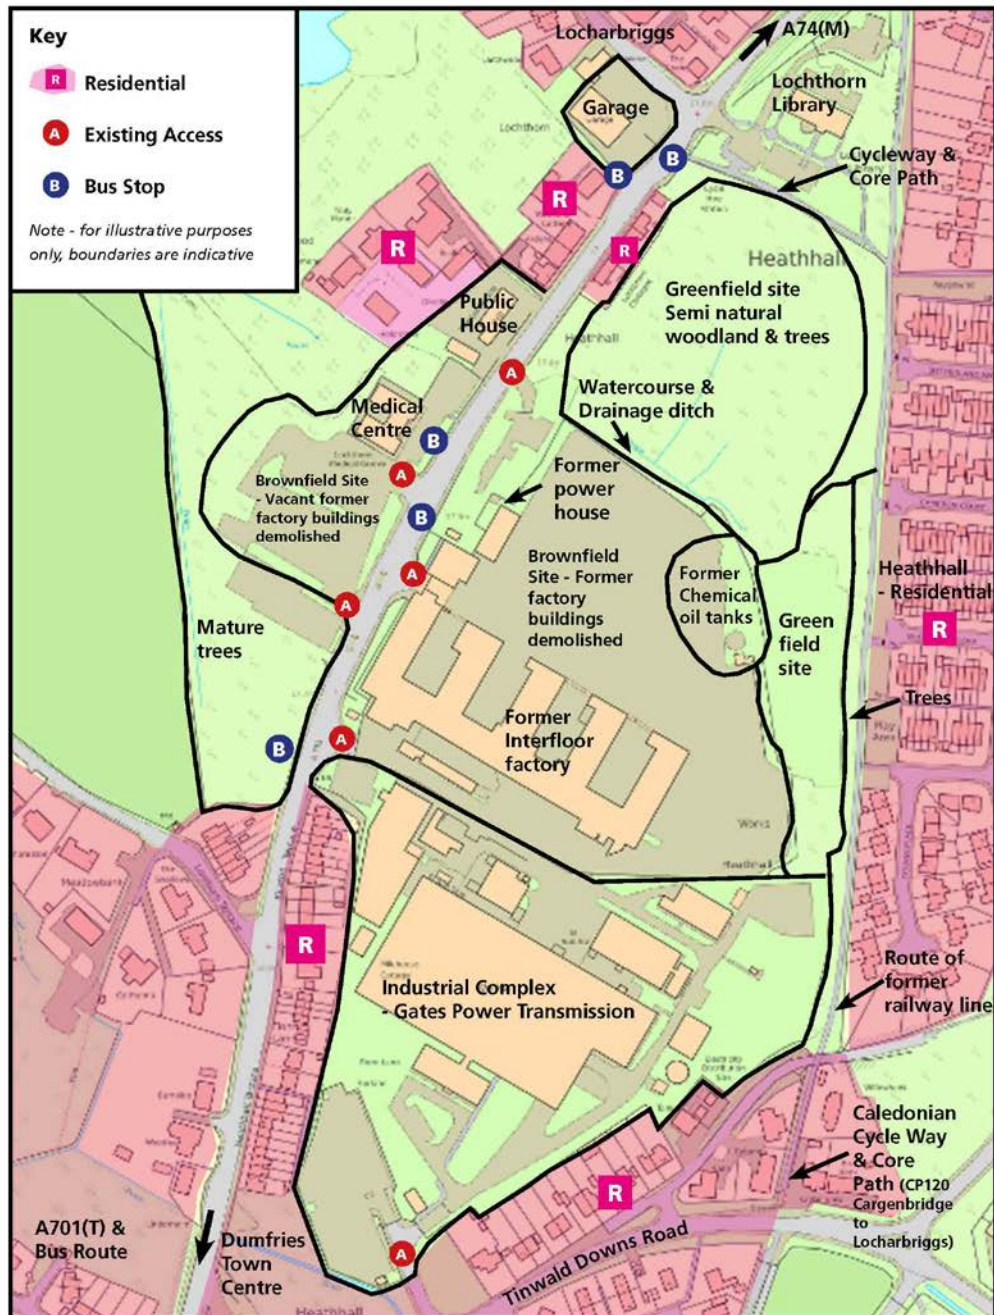 Key
R Residential
A Existing Access
B Bus Stop
Note - for illustrative purposes
only, boundaries are indicative
Locharbriggs
A74(M)
Garage
Lochthorn
Library
Lochthorn
B
B
Cycleway &
Core Path
R
R
R
Heathhall
Greenfield site
Semi natural
woodland & trees
Public
House
Heathhall
A
Watercourse &
Drainage ditch
Medical
Centre
B
A
Brownfield Site
- Vacant former
factory buildings
demolished
Former
power
house
B
Brownfield
Site - Former
factory
buildings
demolished
A
A
Former
Chemical
oil tanks
Heathhall
- Residential
R
Green
field
site
Mature
trees
Trees
Former
Interfloor
factory
B
A
Works
Heathhall
R
Industrial Complex
- Gates Power Transmission
Route of
former
railway line
Caledonian
Cycle Way
& Core
Path (CP120
Cargenbridge
to
Locharbriggs)
R
Tinwald Downs Road
A
A701(T) &
Bus Route
Dumfries
Town
Centre
Heathhall